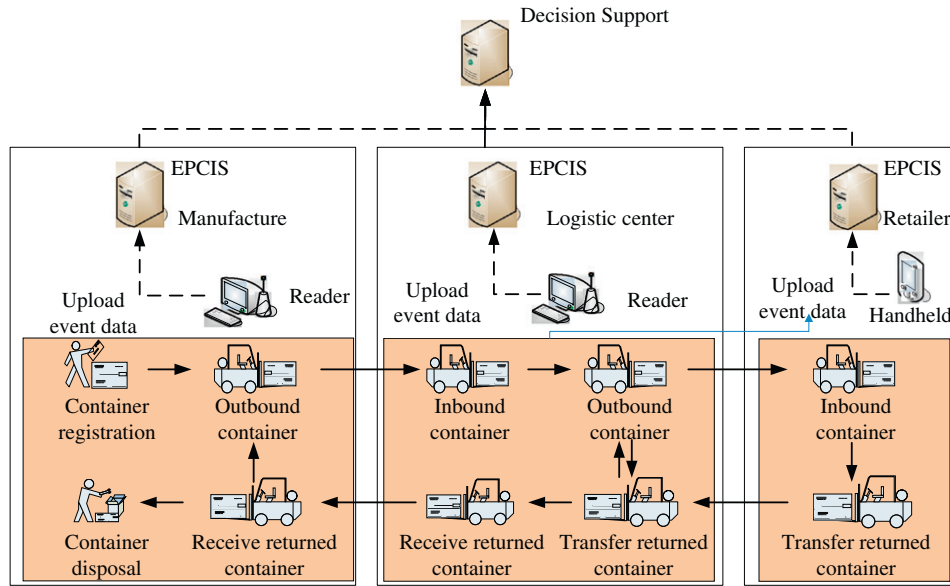 Decision Support
EPCIS
Manufacture
Upload
event data
Reader
Container
registration
Outbound
container
Container
disposal
Receive returned
container
EPCIS
Logistic center
Upload
event data
Reader
Inbound
container
Outbound
container
Receive returned
container
Transfer returned
container
EPCIS
Retailer
Upload
event data
Handheld
Inbound
container
Transfer returned
container